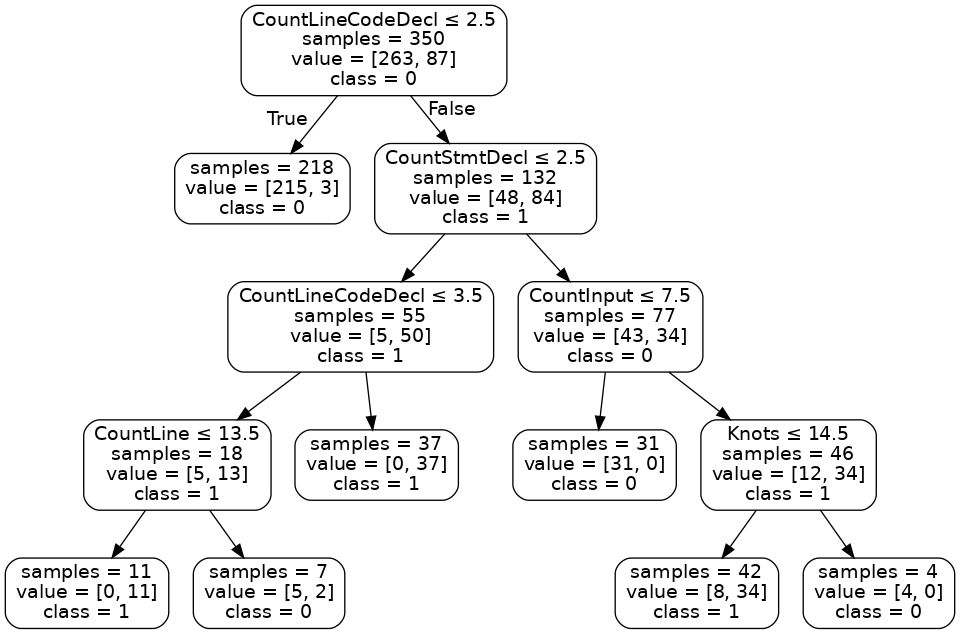 CountLineCodeDecl ≤ 2.5
samples = 350
value = [263, 87]
class = 0
True
False
samples = 218
value = [215, 3]
class = 0
CountStmtDecl ≤ 2.5
samples = 132
value = [48, 84]
class = 1
CountLineCodeDecl ≤ 3.5
samples = 55
value = [5, 50]
class = 1
CountInput ≤ 7.5
samples = 77
value = [43, 34]
class = 0
CountLine ≤ 13.5
samples = 18
value = [5, 13]
class = 1
samples = 37
value = [0, 37]
class = 1
samples = 31
value = [31, 0]
class = 0
Knots ≤ 14.5
samples = 46
value = [12, 34]
class = 1
samples = 11
value = [0, 11]
class = 1
samples = 7
value = [5, 2]
class = 0
samples = 42
value = [8, 34]
class = 1
samples = 4
value = [4, 0]
class = 0